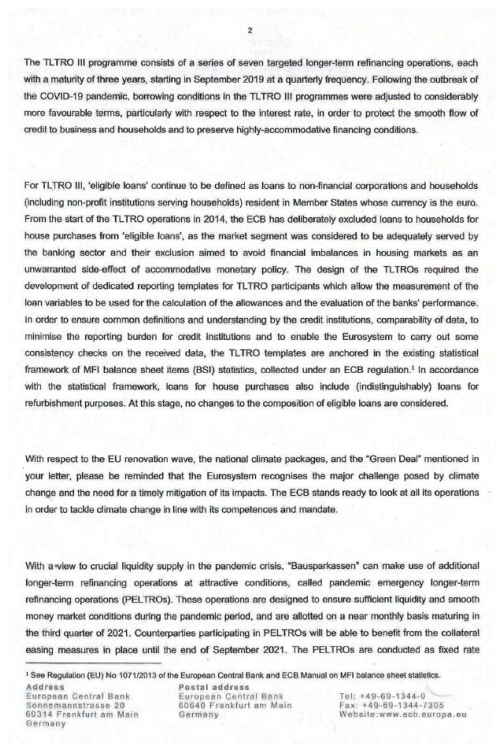 2
The TLTRO III programme consists of a series of seven targeted longer-term refinancing operations, each
with a maturity of three years, starting in September 2019 at a quarterly frequency. Following the outbreak of
the COVID-19 pandemic, borrowing conditions in the TLTRO III programmes were adjusted to considerably
more favourable terms, particularly with respect to the interest rate, in order to protect the smooth flow of
credit to business and households and to preserve highly-accommodative financing conditions.
For TLTRO III, 'eligible loans' continue to be defined as loans to non-financial corporations and households
(including non-profit institutions serving households) resident in Member States whose currency is the euro.
From the start of the TLTRO operations in 2014, the ECB has deliberately excluded loans to households for
house purchases from 'eligible loans', as the market segment was considered to be adequately served by
the banking sector and their exclusion aimed to avoid financial imbalances in housing markets as an
unwarranted side-effect of accommodative monetary policy. The design of the TLTROs required the
development of dedicated reporting templates for TLTRO participants which allow the measurement of the
loan variables to be used for the calculation of the allowances and the evaluation of the banks' performance.
In order to ensure common definitions and understanding by the credit institutions, comparability of data, to
minimise the reporting burden for credit institutions and to enable the Eurosystem to carry out some
consistency checks on the received data, the TLTRO templates are anchored in the existing statistical
framework of MFI balance sheet items (BSI) statistics, collected under an ECB regulation.¹ In accordance
with the statistical framework, loans for house purchases also include (indistinguishably) loans for
refurbishment purposes. At this stage, no changes to the composition of eligible loans are considered.
With respect to the EU renovation wave, the national climate packages, and the "Green Deal" mentioned in
your letter, please be reminded that the Eurosystem recognises the major challenge posed by climate
change and the need for a timely mitigation of its impacts. The ECB stands ready to look at all its operations
in order to tackle climate change in line with its competences and mandate.
With a view to crucial liquidity supply in the pandemic crisis, "Bausparkassen" can make use of additional
longer-term refinancing operations at attractive conditions, called pandemic emergency longer-term
refinancing operations (PELTROs). These operations are designed to ensure sufficient liquidity and smooth
money market conditions during the pandemic period, and are allotted on a near monthly basis maturing in
the third quarter of 2021. Counterparties participating in PELTROs will be able to benefit from the collateral
easing measures in place until the end of September 2021. The PELTROs are conducted as fixed rate
¹ See Regulation (EU) No 1071/2013 of the European Central Bank and ECB Manual on MFI balance sheet statistics.
Address
European Central Bank
Sonnemannstrasse 20
60314 Frankfurt am Main
Germany
Postal address
European Central Bank
60640 Frankfurt am Main
Germany
Tel: +49-69-1344-0
Fax: +49-69-1344-7305
Website:www.ecb.europa.eu